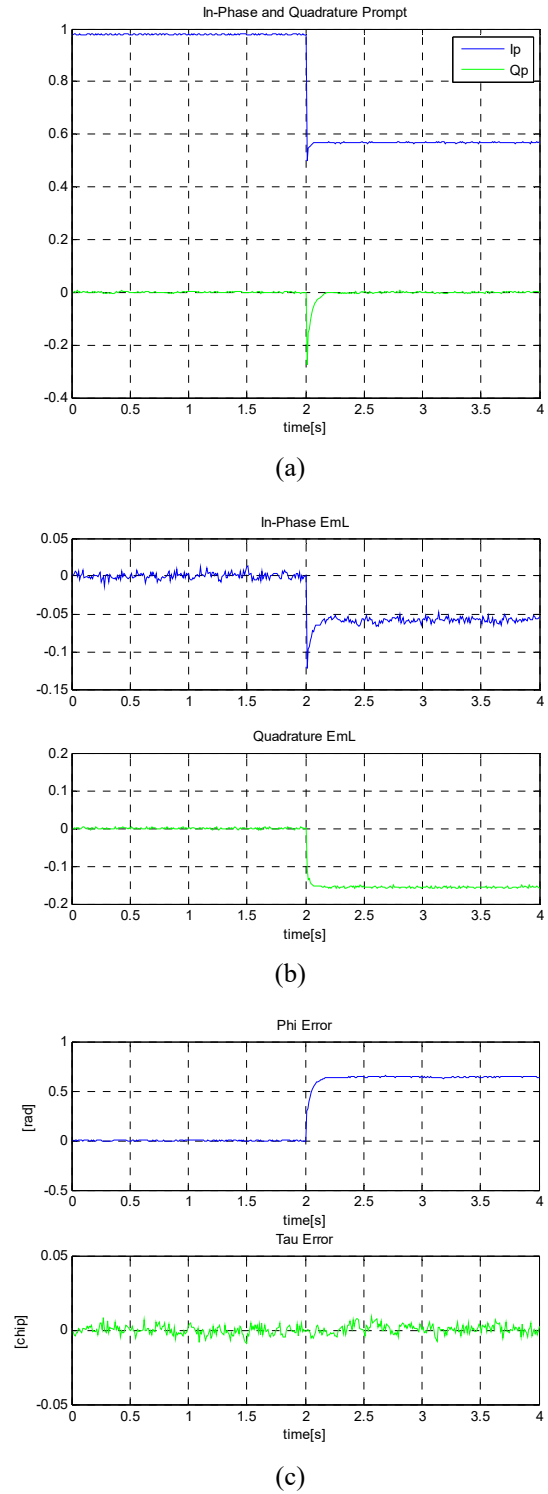 In-Phase and Quadrature Prompt
1
0.8
0.6
0.4
0.2
0
-0.2
-0.4
Ip
Qp
0 0.5 1 1.5 2 2.5 3 3.5 4
time[s]
(a)
In-Phase EmL
0.05
0
-0.05
-0.1
-0.15
0 0.5 1 1.5 2 2.5 3 3.5 4
Quadrature EmL
0.2
0.1
0
-0.1
-0.2
0 0.5 1 1.5 2 2.5 3 3.5 4
time[s]
(b)
Phi Error
1
0.5
0
-0.5
[rad]
0 0.5 1 1.5 2 2.5 3 3.5 4
time[s]
Tau Error
0.05
0
-0.05
[chip]
0 0.5 1 1.5 2 2.5 3 3.5 4
time[s]
(c)